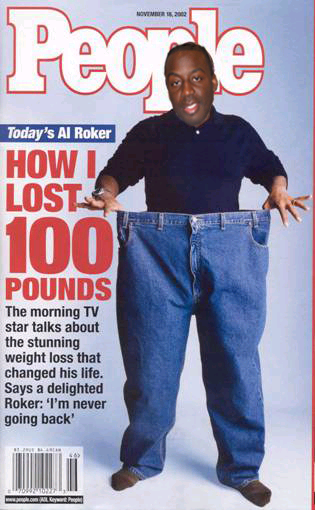 NOVEMBER 18, 2002
People
Today's Al Roker
HOW I
LOST
100
POUNDS
The morning TV
star talks about
the stunning
weight loss that
changed his life.
Says a delighted
Roker: 'I'm never
going back'
46>
www.people.com (AOL Keyword: People)